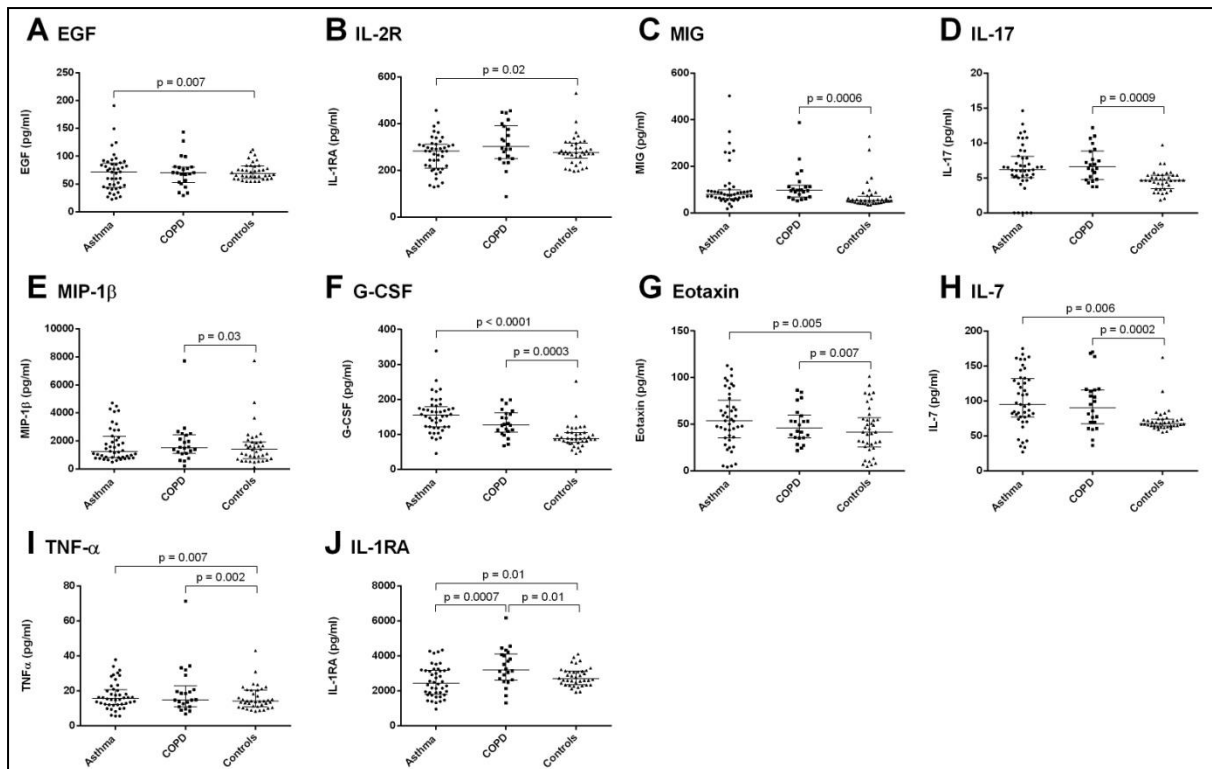 A EGF
p = 0.007
EGF (pg/ml)
250
200
150
100
50
0
Asthma
COPD
Controls
B IL-2R
p = 0.02
IL-1RA (pg/ml)
600
400
200
0
Asthma
COPD
Controls
C MIG
p = 0.0006
MIG (pg/ml)
600
400
200
100
0
Asthma
COPD
Controls
D IL-17
p = 0.0009
IL-17 (pg/ml)
20
15
10
5
0
Asthma
COPD
Controls
E MIP-1β
p = 0.03
MIP-1β (pg/ml)
10000
8000
6000
4000
2000
0
Asthma
COPD
Controls
F G-CSF
p < 0.0001
p = 0.0003
G-CSF (pg/ml)
400
300
200
100
0
Asthma
COPD
Controls
G Eotaxin
p = 0.005
p = 0.007
Eotaxin (pg/ml)
150
100
50
0
Asthma
COPD
Controls
H IL-7
p = 0.006
p = 0.0002
IL-7 (pg/ml)
200
150
100
50
0
Asthma
COPD
Controls
I TNF-α
p = 0.007
p = 0.002
TNFα (pg/ml)
80
60
40
20
0
Asthma
COPD
Controls
J IL-1RA
p = 0.01
p = 0.0007
p = 0.01
IL-1RA (pg/ml)
8000
6000
4000
2000
0
Asthma
COPD
Controls